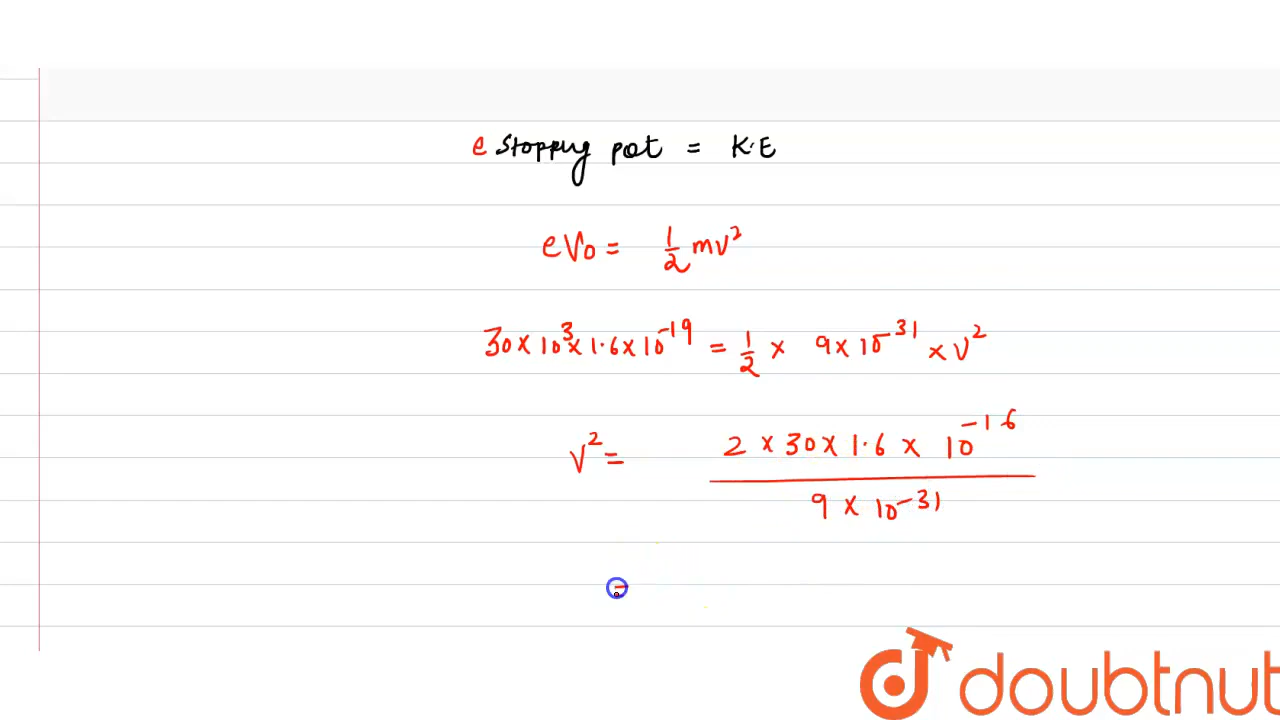 e Stopping pot = K.E
eV₀ = 1/2 mv²
30 × 10³ × 1.6 × 10⁻¹⁹ = 1/2 × 9 × 10⁻³¹ × v²
v² = 2 × 30 × 1.6 × 10⁻¹⁶ / 9 × 10⁻³¹
=
doubtnut